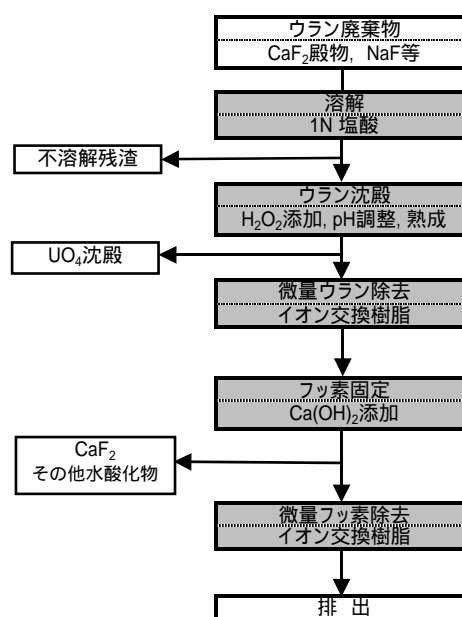 ウラン廃棄物
CaF₂殿物, NaF等
溶解
1N 塩酸
不溶解残渣
ウラン沈殿
H₂O₂添加, pH調整, 熟成
UO₄沈殿
微量ウラン除去
イオン交換樹脂
フッ素固定
Ca(OH)₂添加
CaF₂
その他水酸化物
微量フッ素除去
イオン交換樹脂
排 出